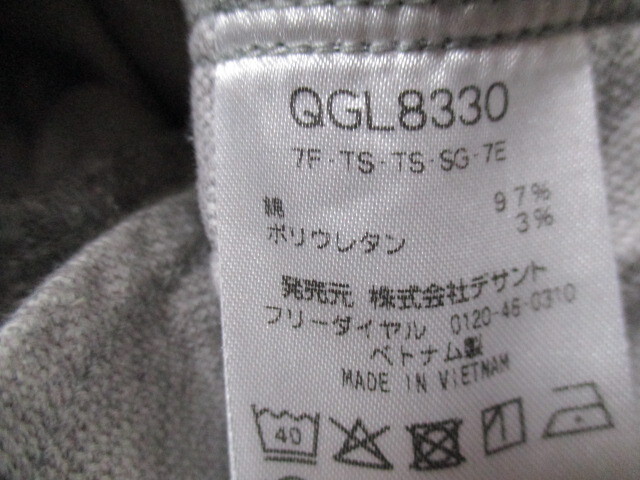 QGL8330
7F-TS-TS-SG-7E
綿 97%
ポリウレタン 3%
発売元 株式会社デサント
フリーダイヤル 0120-46-0310
ベトナム製
MADE IN VIETNAM
40